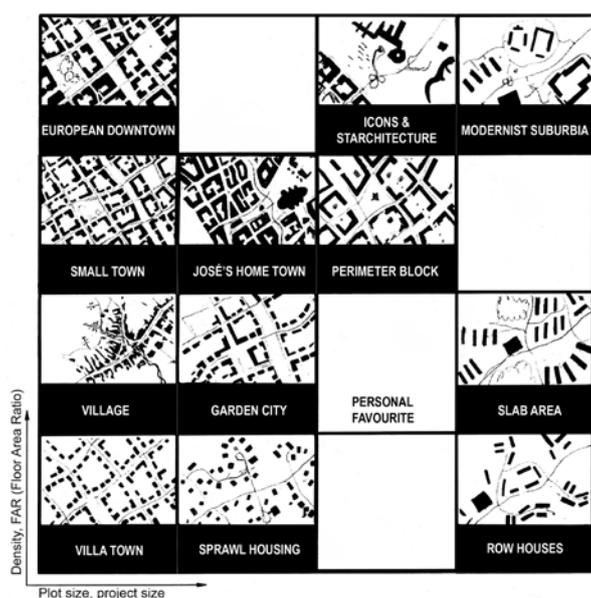 EUROPEAN DOWNTOWN
ICONS &
STARCHITECTURE
MODERNIST SUBURBIA
SMALL TOWN
JOSÉ'S HOME TOWN
PERIMETER BLOCK
VILLAGE
GARDEN CITY
PERSONAL
FAVOURITE
SLAB AREA
VILLA TOWN
SPRAWL HOUSING
ROW HOUSES
Density, FAR (Floor Area Ratio)
Plot size, project size